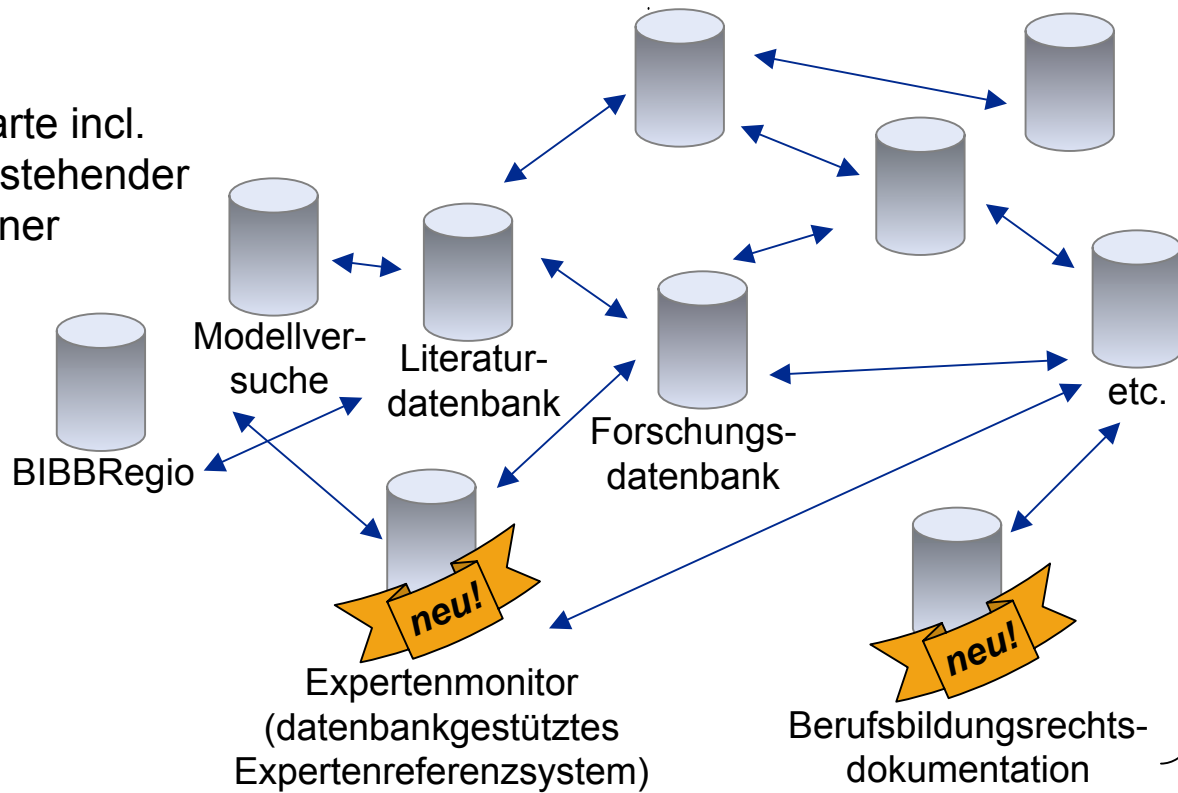 arte incl.
stehender
ner
Modellver-
suche
Literatur-
datenbank
etc.
Forschungs-
datenbank
BIBBRegio
neu!
neu!
Expertenmonitor
(datenbankgestütztes
Expertenreferenzsystem)
Berufsbildungsrechts-
dokumentation